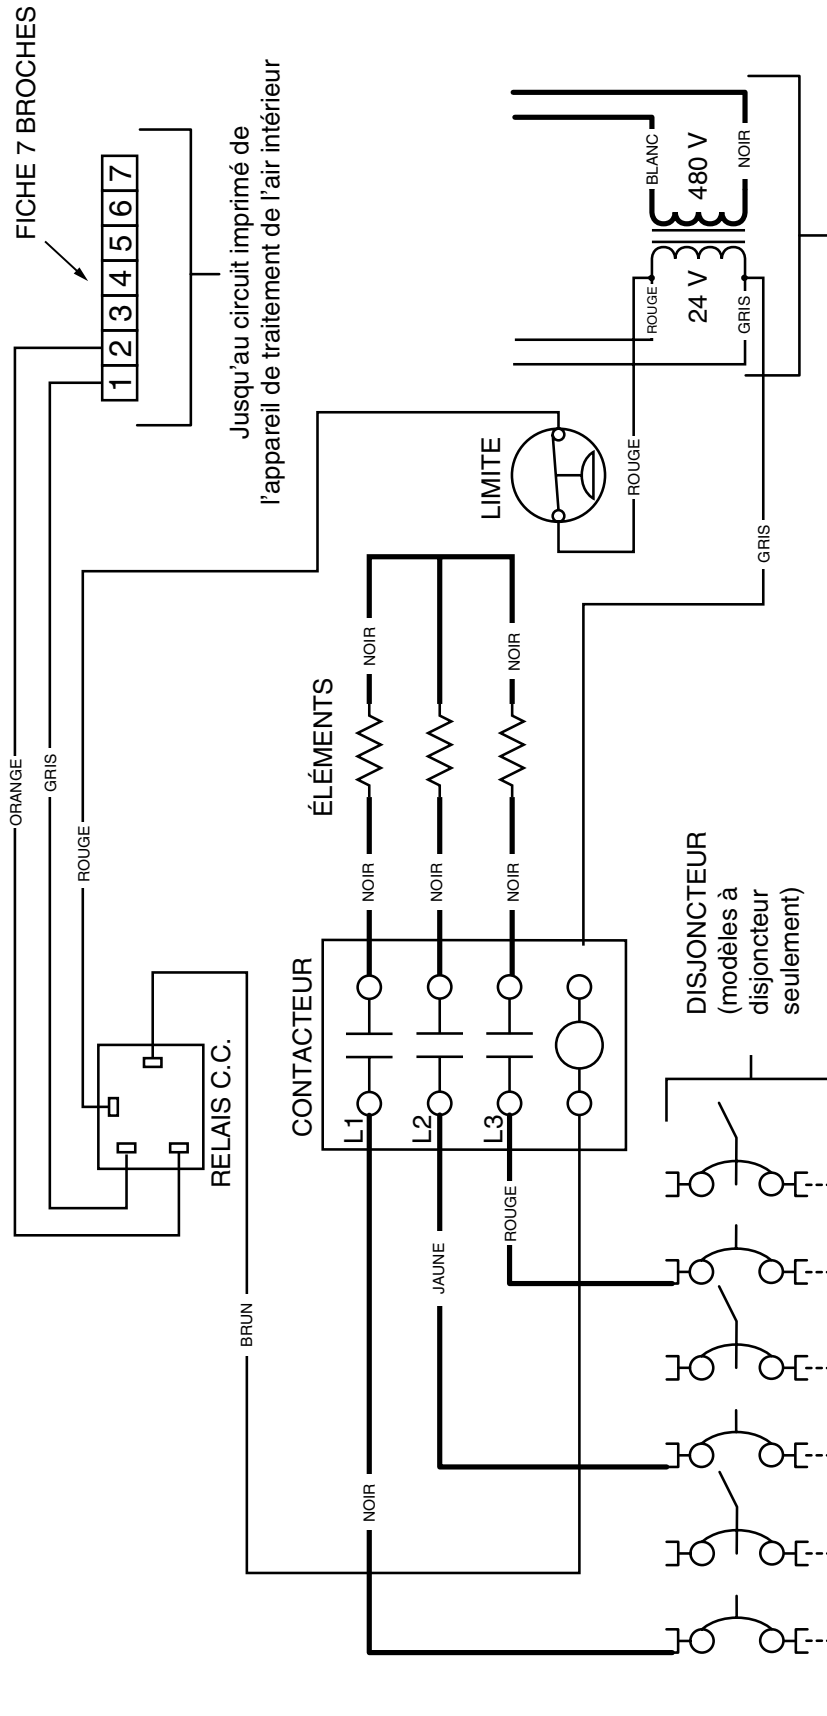 FICHE 7 BROCHES
ORANGE
GRIS
ROUGE
1 2 3 4 5 6 7
RELAIS C.C.
Jusqu'au circuit imprimé de
l'appareil de traitement de l'air intérieur
BRUN
CONTACTEUR
ÉLÉMENTS
L1
NOIR
NOIR
NOIR
L2
JAUNE
NOIR
LIMITE
L3
ROUGE
NOIR
NOIR
ROUGE
ROUGE
BLANC
24 V
480 V
GRIS
NOIR
GRIS
DISJONCTEUR
(modèles à
disjoncteur
seulement)